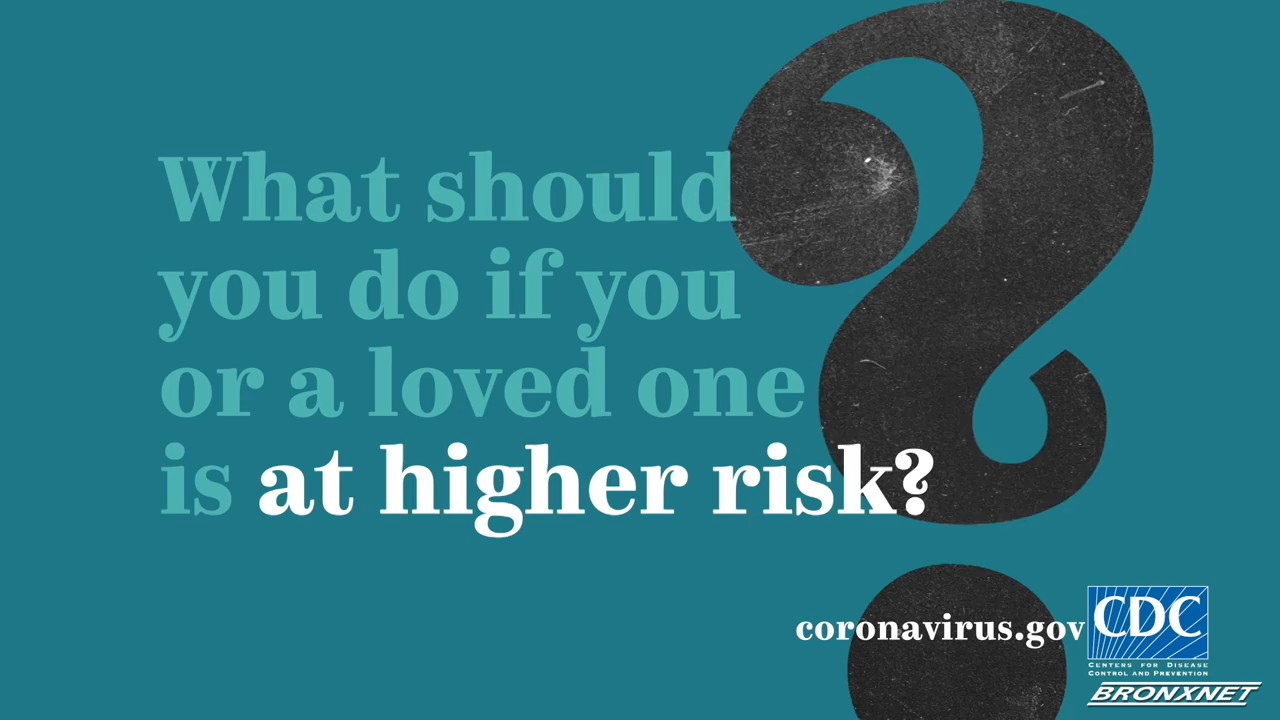 What should
you do if you
or a loved one
is at higher risk?
coronavirus.gov
CDC
CENTERS FOR DISEASE
CONTROL AND PREVENTION
BRONXNET